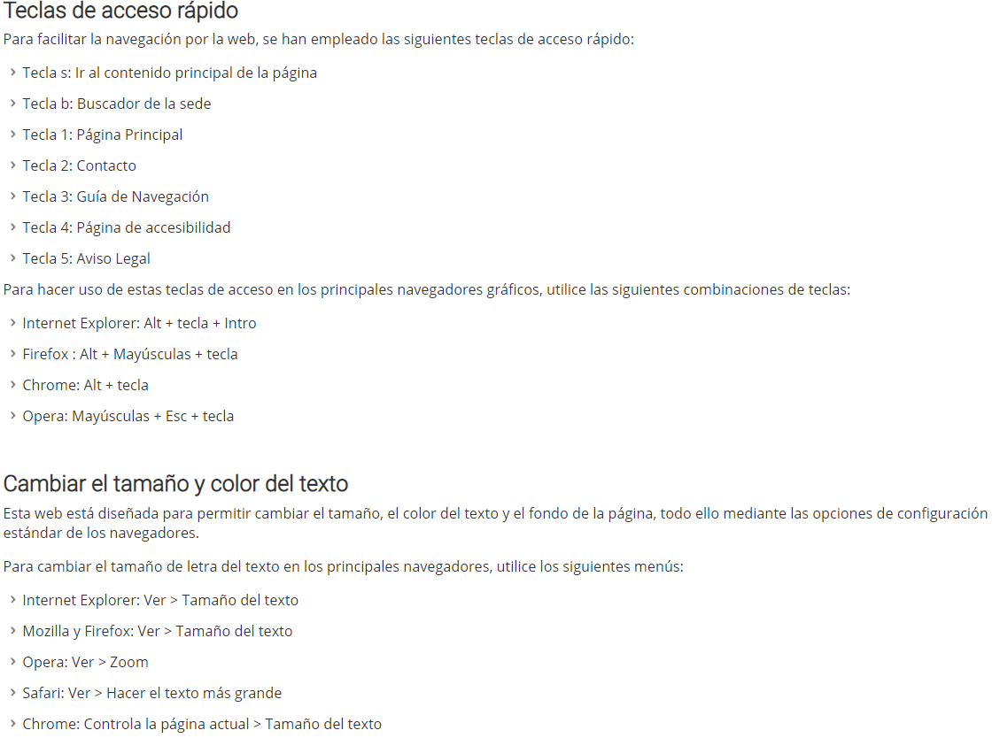 Teclas de acceso rápido
Para facilitar la navegación por la web, se han empleado las siguientes teclas de acceso rápido:
Tecla s: Ir al contenido principal de la página
Tecla b: Buscador de la sede
Tecla 1: Página Principal
Tecla 2: Contacto
Tecla 3: Guía de Navegación
Tecla 4: Página de accesibilidad
Tecla 5: Aviso Legal
Para hacer uso de estas teclas de acceso en los principales navegadores gráficos, utilice las siguientes combinaciones de teclas:
Internet Explorer: Alt + tecla + Intro
Firefox : Alt + Mayúsculas + tecla
Chrome: Alt + tecla
Opera: Mayúsculas + Esc + tecla
Cambiar el tamaño y color del texto
Esta web está diseñada para permitir cambiar el tamaño, el color del texto y el fondo de la página, todo ello mediante las opciones de configuración
estándar de los navegadores.
Para cambiar el tamaño de letra del texto en los principales navegadores, utilice los siguientes menús:
Internet Explorer: Ver > Tamaño del texto
Mozilla y Firefox: Ver > Tamaño del texto
Opera: Ver > Zoom
Safari: Ver > Hacer el texto más grande
Chrome: Controla la página actual > Tamaño del texto